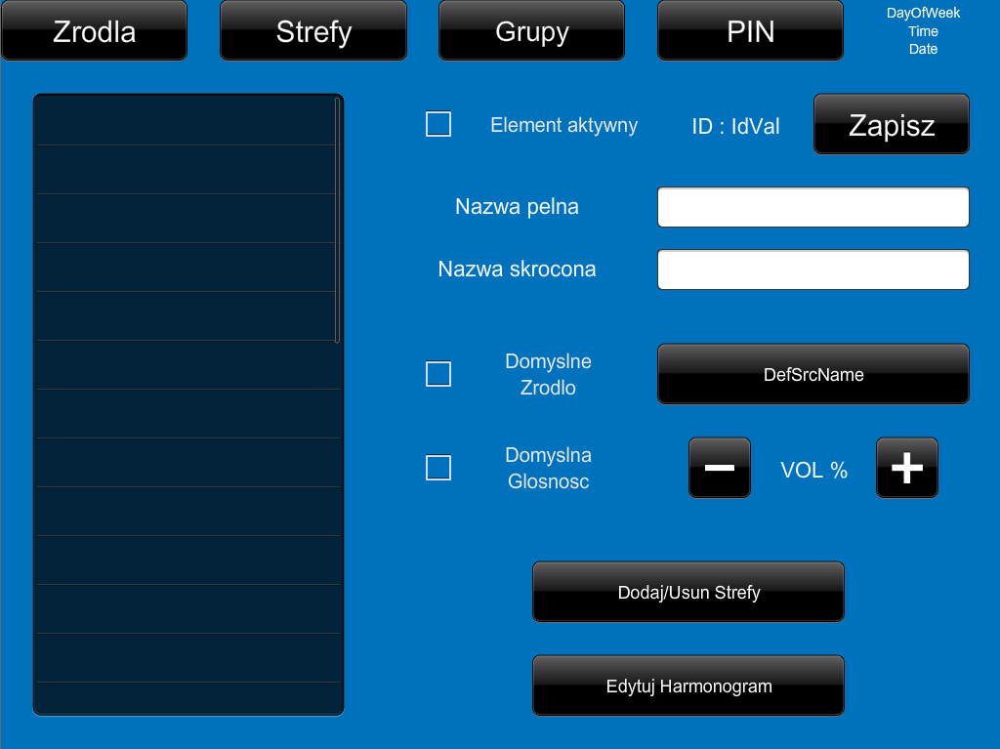 Zrodla
Strefy
Grupy
PIN
DayOfWeek
Time
Date
Element aktywny
ID : IdVal
Zapisz
Nazwa pelna
Nazwa skrocona
Domyslne
Zrodlo
DefSrcName
Domyslna
Glosnosc
VOL %
Dodaj/Usun Strefy
Edytuj Harmonogram